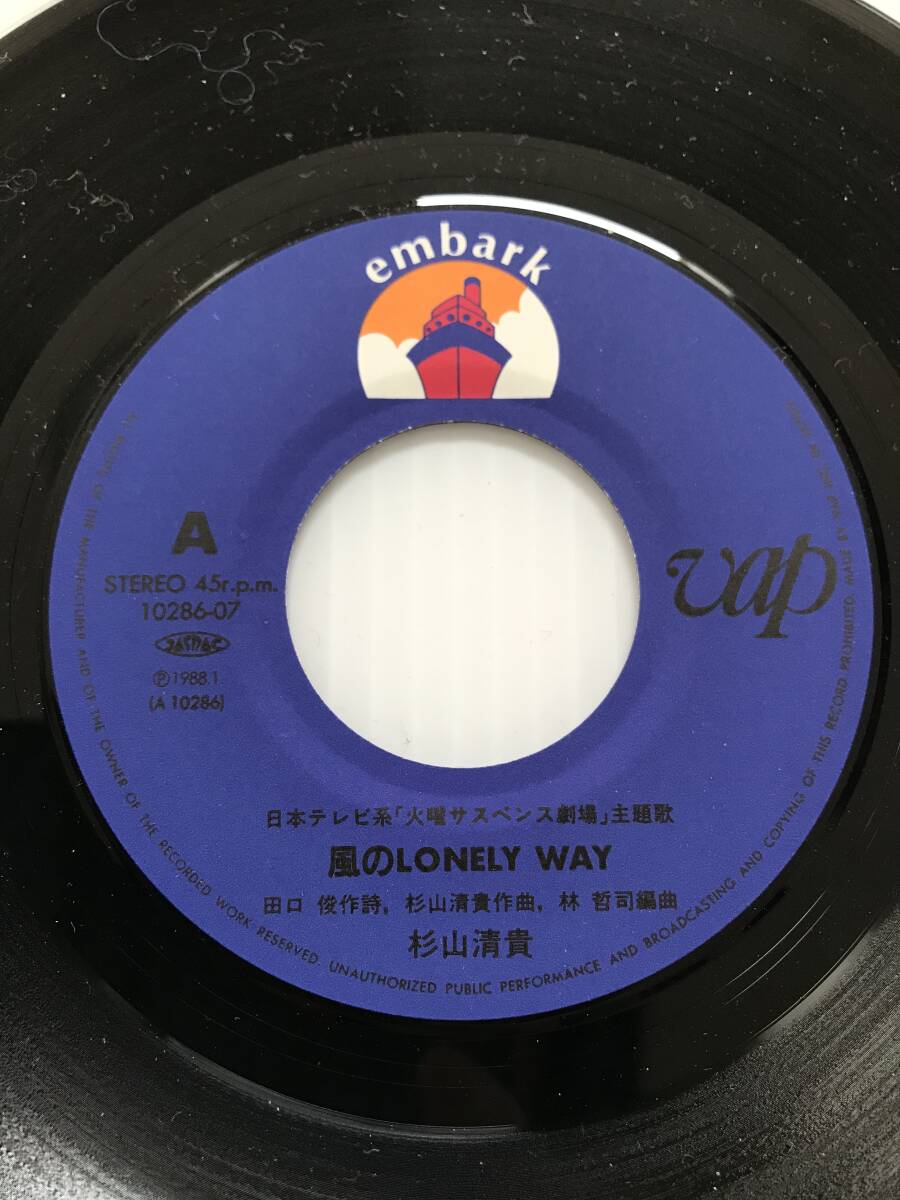 embark
A
STEREO 45r.p.m.
10286-07
JASRAC
Ⓟ1988.1
(A 10286)
vap
日本テレビ系「火曜サスペンス劇場」主題歌
風のLONELY WAY
田口 俊作詩, 杉山清貴作曲, 林 哲司編曲
杉山清貴
OF THE MANUFACTURER AND OF THE OWNER OF THE RECORDED WORK RESERVED. UNAUTHORIZED PUBLIC PERFORMANCE AND BROADCASTING AND COPYING OF THIS RECORD PROHIBITED. MADE BY